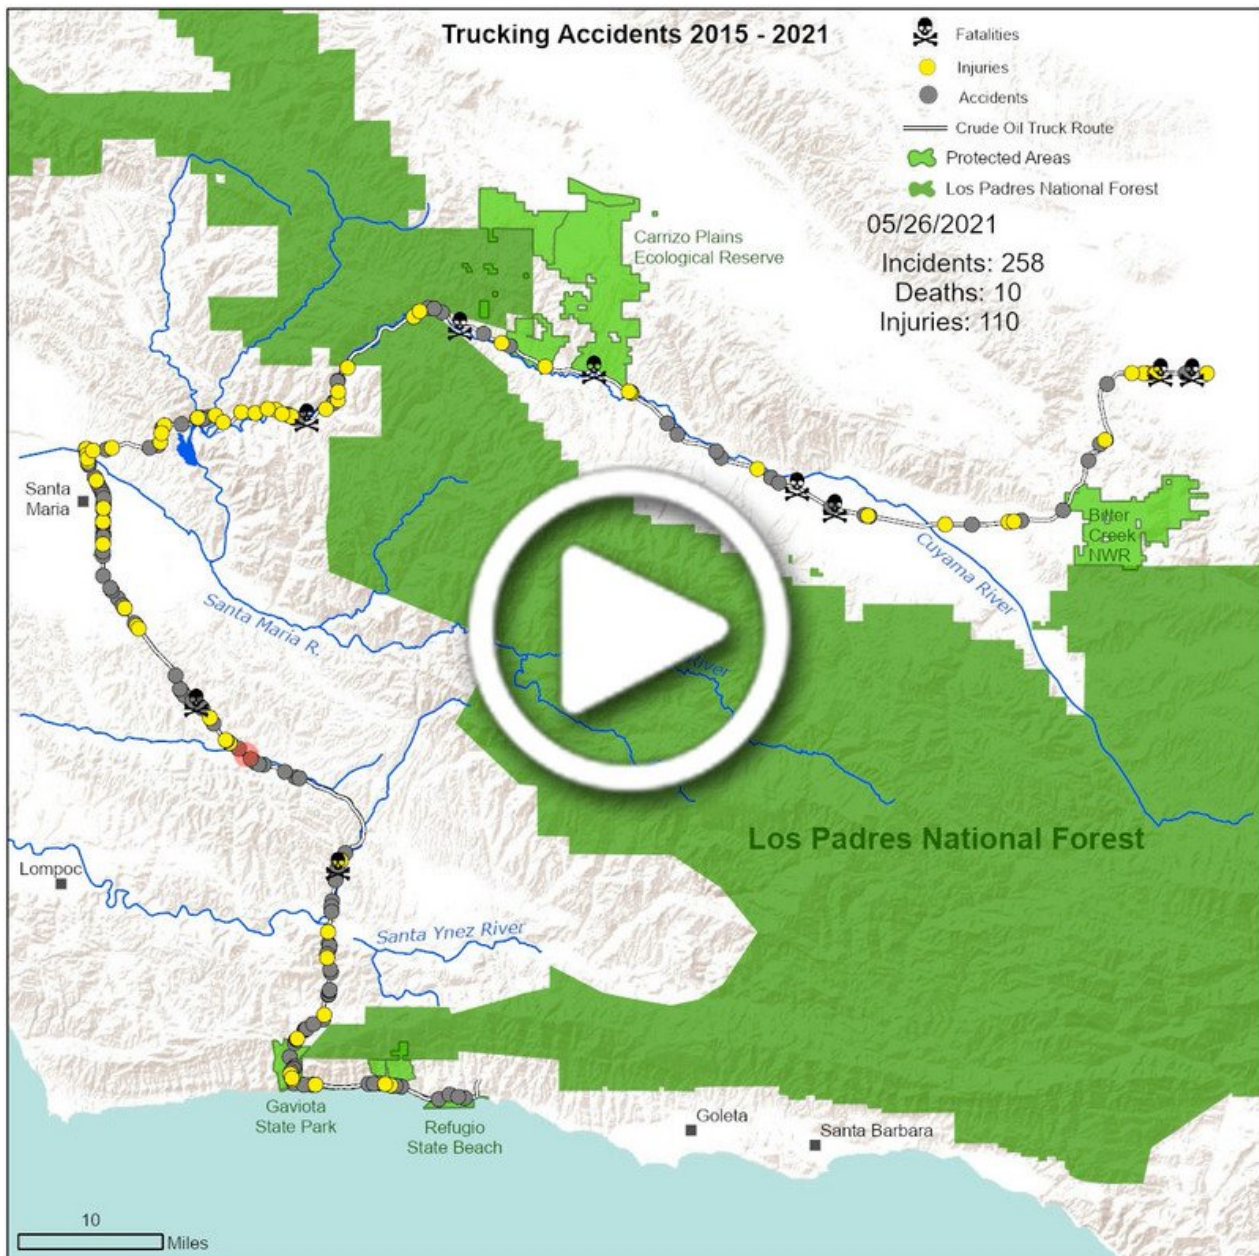 Trucking Accidents 2015 - 2021
Fatalities
Injuries
Accidents
Crude Oil Truck Route
Protected Areas
Los Padres National Forest
05/26/2021
Incidents: 258
Deaths: 10
Injuries: 110
Carrizo Plains
Ecological Reserve
Santa
Maria
Bitter
Creek
NWR
Cuyama River
Santa Maria R.
River
Los Padres National Forest
Lompoc
Santa Ynez River
Gaviota
State Park
Refugio
State Beach
Goleta
Santa Barbara
10
Miles